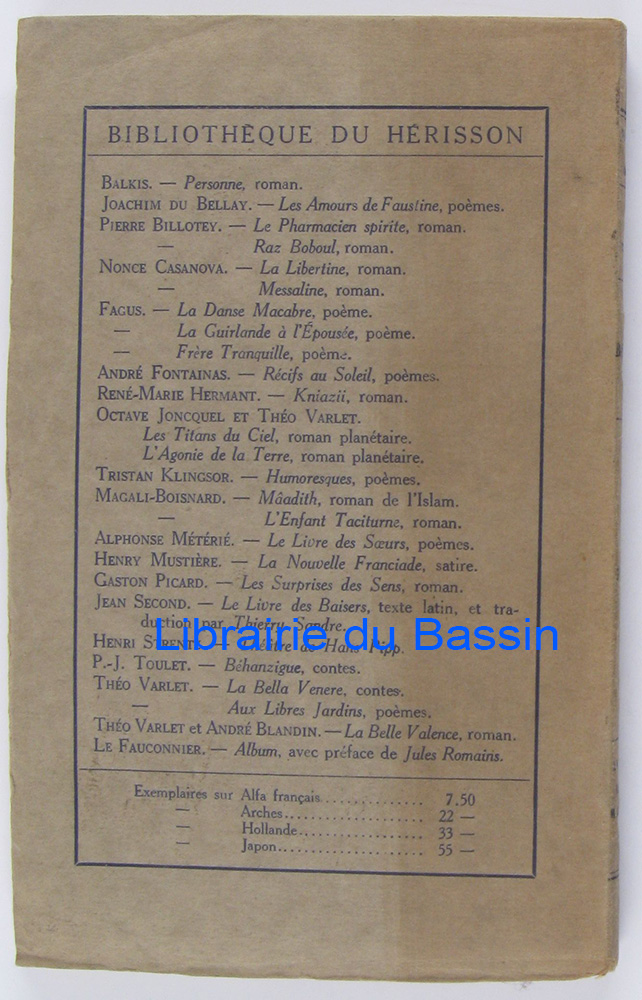 BIBLIOTHÈQUE DU HÉRISSON
BALKIS. — Personne, roman.
JOACHIM DU BELLAY. — Les Amours de Faustine, poèmes.
PIERRE BILLOTEY. — Le Pharmacien spirite, roman.
— Raz Boboul, roman.
NONCE CASANOVA. — La Libertine, roman.
— Messaline, roman.
FAGUS. — La Danse Macabre, poème.
— La Guirlande à l'Épousée, poème.
— Frère Tranquille, poème.
ANDRÉ FONTAINAS. — Récifs au Soleil, poèmes.
RENÉ-MARIE HERMANT. — Kniazii, roman.
OCTAVE JONCQUEL ET THÉO VARLET.
Les Titans du Ciel, roman planétaire.
L'Agonie de la Terre, roman planétaire.
TRISTAN KLINGSOR. — Humoresques, poèmes.
MAGALI-BOISNARD. — Mâadith, roman de l'Islam.
— L'Enfant Taciturne, roman.
ALPHONSE MÉTÉRIÉ. — Le Livre des Sœurs, poèmes.
HENRY MUSTIÈRE. — La Nouvelle Franciade, satire.
GASTON PICARD. — Les Surprises des Sens, roman.
JEAN SECOND. — Le Livre des Baisers, texte latin, et tra-
duction par Thierry Sandre.
Librairie du Bassin
HENRI — de Hans Pipp.
P.-J. TOULET. — Béhanzigue, contes.
THÉO VARLET. — La Bella Venere, contes.
— Aux Libres Jardins, poèmes.
THÉO VARLET et ANDRÉ BLANDIN. — La Belle Valence, roman.
LE FAUCONNIER. — Album, avec préface de Jules Romains.
Exemplaires sur Alfa français.............. 7.50
— Arches.................... 22 —
— Hollande.................. 33 —
— Japon..................... 55 —